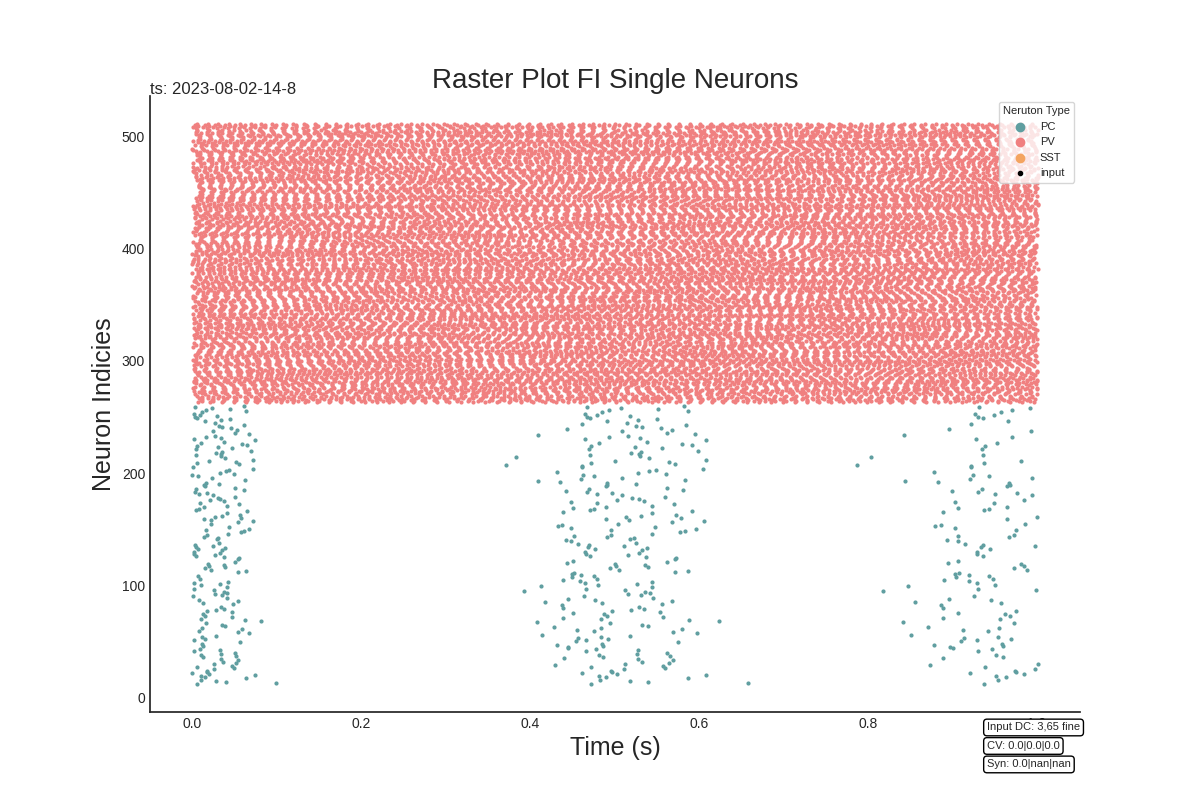 Raster Plot FI Single Neurons
ts: 2023-08-02-14-8
Neruton Type
PC
PV
SST
input
500
400
300
200
100
0
Neuron Indicies
0.0 0.2 0.4 0.6 0.8
Time (s)
Input DC: 3,65 fine
CV: 0.0|0.0|0.0
Syn: 0.0|nan|nan